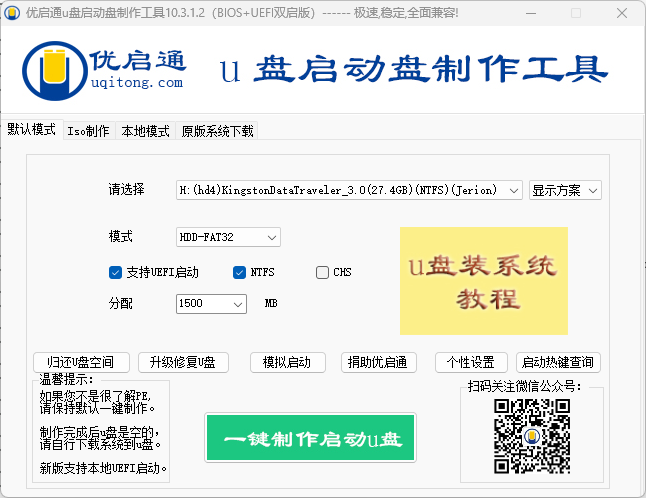 优启通u盘启动盘制作工具10.3.1.2（BIOS+UEFI双启版）------ 极速,稳定,全面兼容!
优启通
uqitong.com
u 盘启动盘制作工具
默认模式 Iso制作 本地模式 原版系统下载
请选择 H:(hd4)KingstonDataTraveler_3.0(27.4GB)(NTFS)(Jerion) 显示方案
模式 HDD-FAT32
支持UEFI启动 NTFS CHS
分配 1500 MB
u盘装系统
教程
归还U盘空间 升级修复U盘 模拟启动 捐助优启通 个性设置 启动热键查询
温馨提示:
如果您不是很了解PE,
请保持默认一键制作。
制作完成后u盘是空的,
请自行下载系统到u盘。
新版支持本地UEFI启动。
一键制作启动u盘
扫码关注微信公众号: